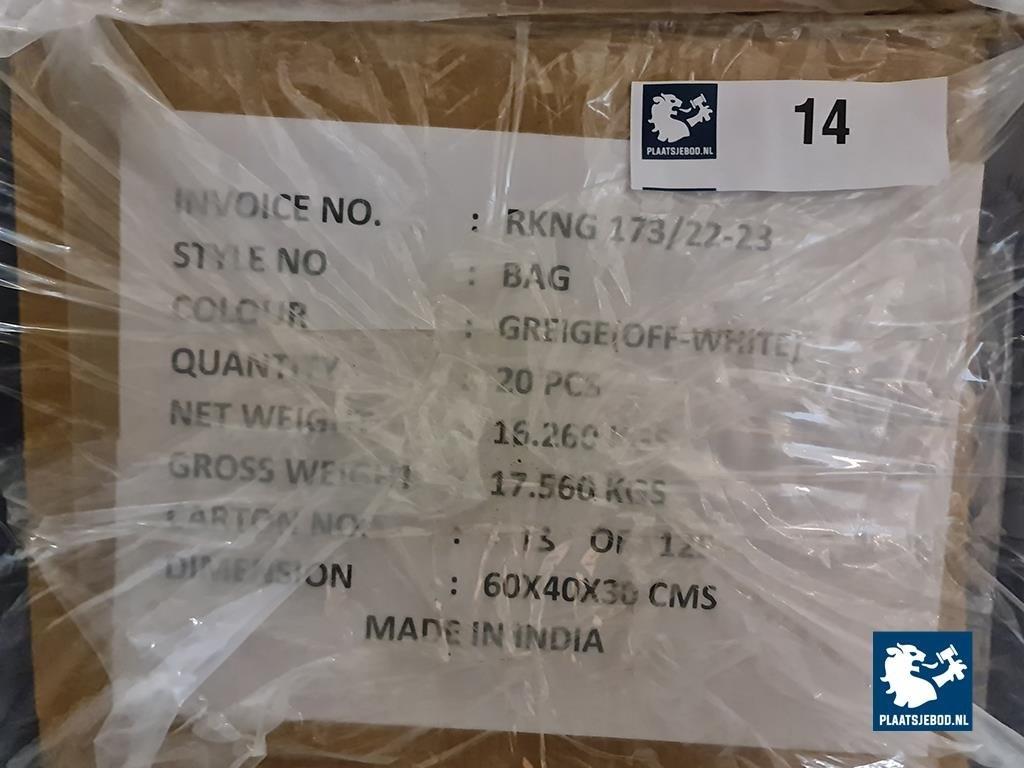 PLAATSJEBOD.NL
14
INVOICE NO. : RKNG 173/22-23
STYLE NO : BAG
COLOUR : GREIGE(OFF-WHITE)
QUANTITY : 20 PCS
NET WEIGHT 16.260 KGS
GROSS WEIGHT 17.560 KGS
CARTON NO. : OF
DIMENSION : 60X40X30 CMS
MADE IN INDIA
PLAATSJEBOD.NL